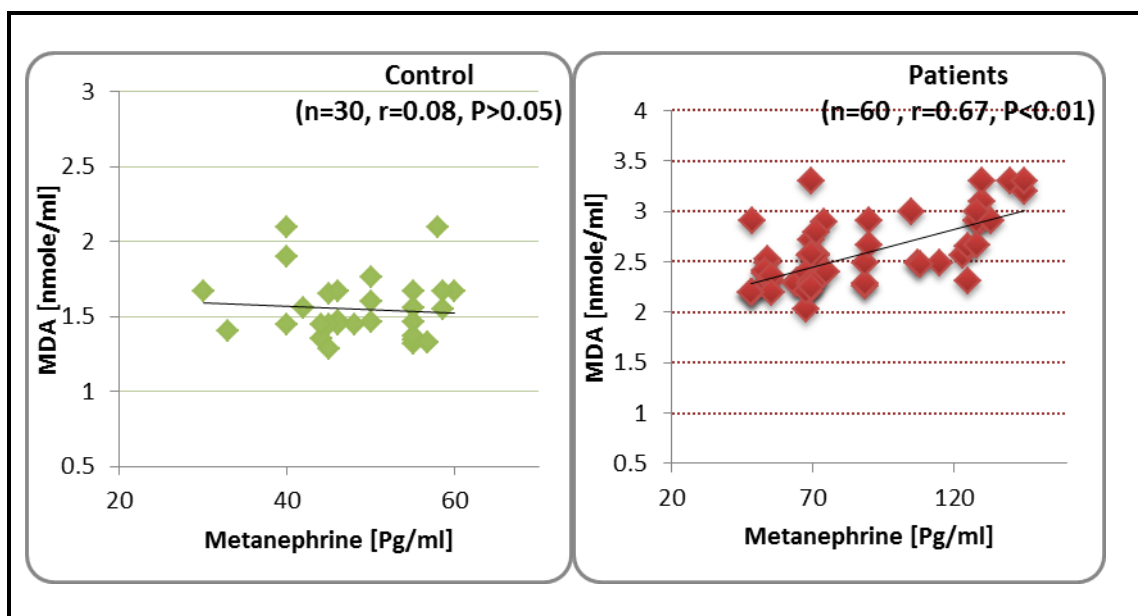 Control
(n=30, r=0.08, P>0.05)
3
2.5
2
1.5
1
0.5
20 40 60
MDA [nmole/ml]
Metanephrine [Pg/ml]
Patients
(n=60 , r=0.67, P<0.01)
4
3.5
3
2.5
2
1.5
1
0.5
20 70 120
MDA [nmole/ml]
Metanephrine [Pg/ml]